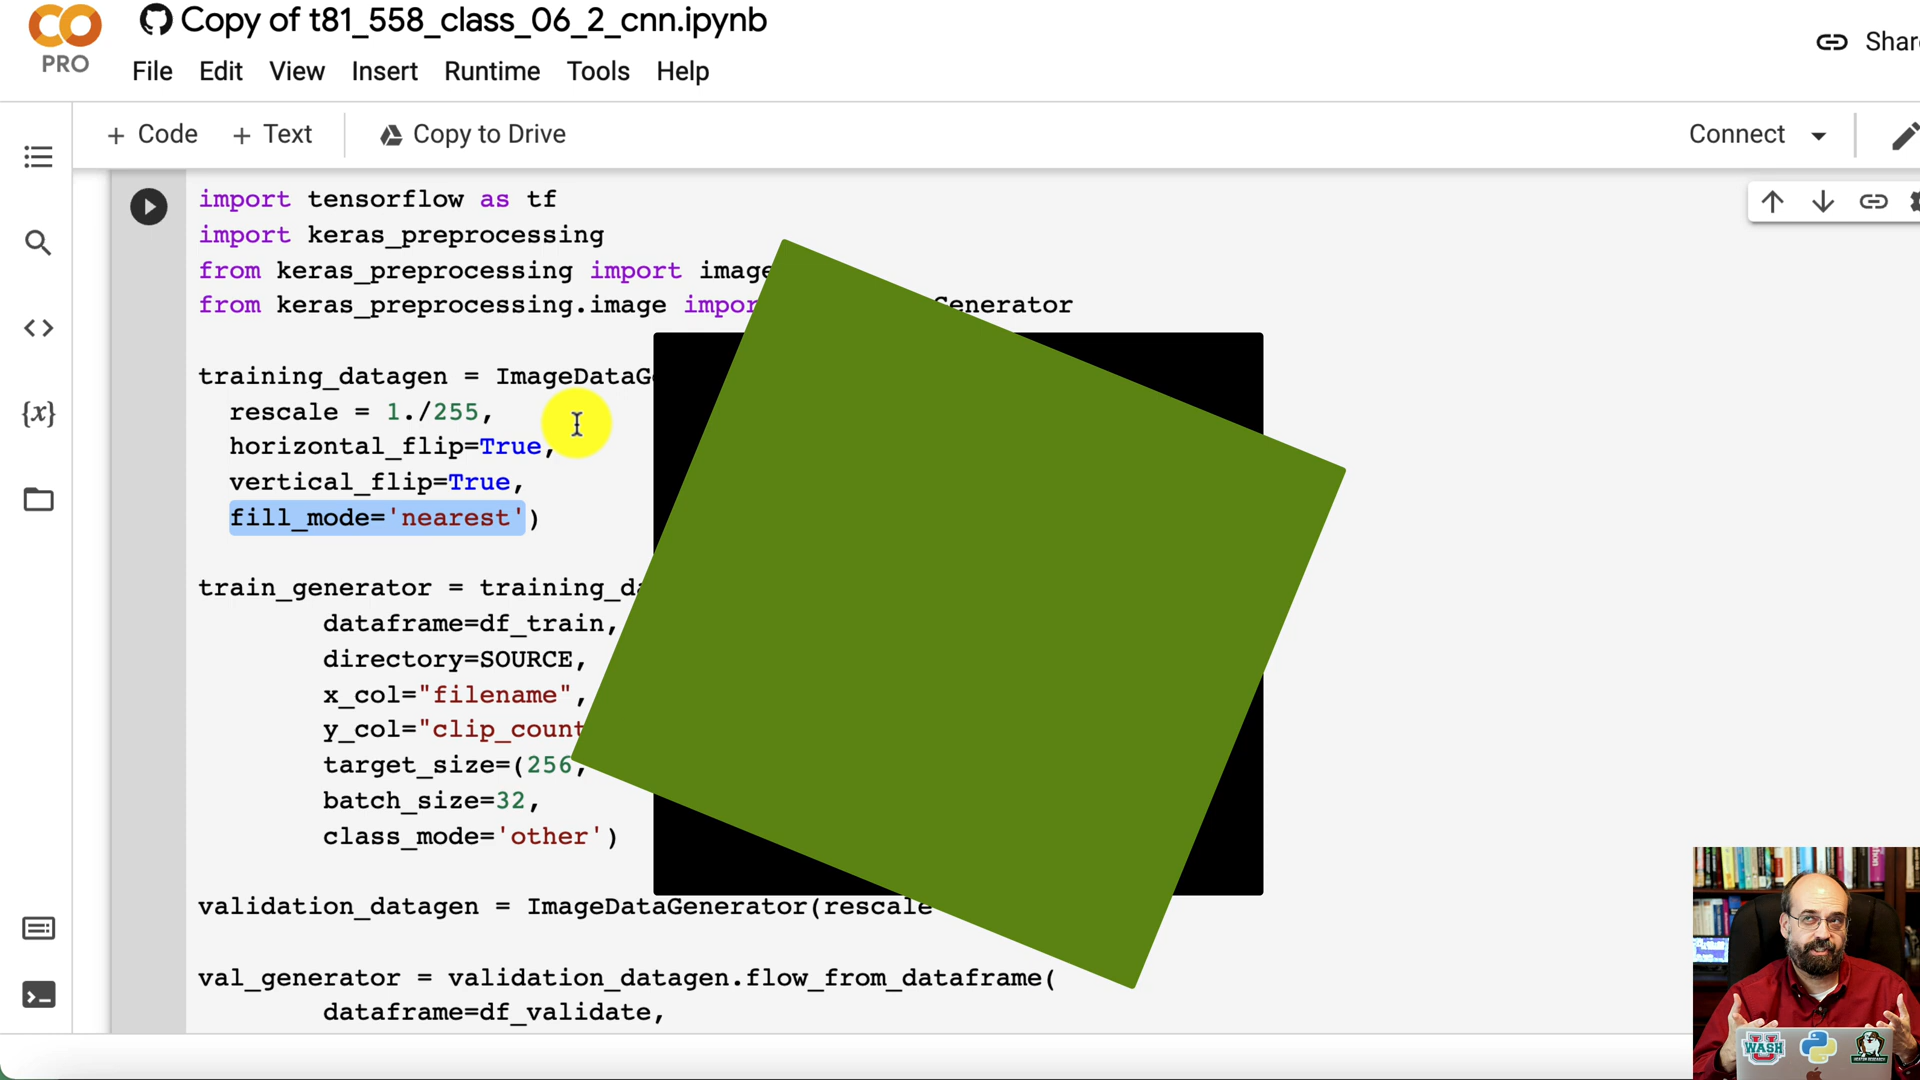 Copy of t81_558_class_06_2_cnn.ipynb
PRO
File Edit View Insert Runtime Tools Help
Share
+ Code + Text Copy to Drive
Connect
import tensorflow as tf
import keras_preprocessing
from keras_preprocessing import image
from keras_preprocessing.image impor Generator
training_datagen = ImageDataG
rescale = 1./255,
horizontal_flip=True,
vertical_flip=True,
fill_mode='nearest')
train_generator = training_da
dataframe=df_train,
directory=SOURCE,
x_col="filename",
y_col="clip_count
target_size=(256,
batch_size=32,
class_mode='other')
validation_datagen = ImageDataGenerator(rescale
val_generator = validation_datagen.flow_from_dataframe(
dataframe=df_validate,
{x}
WASH